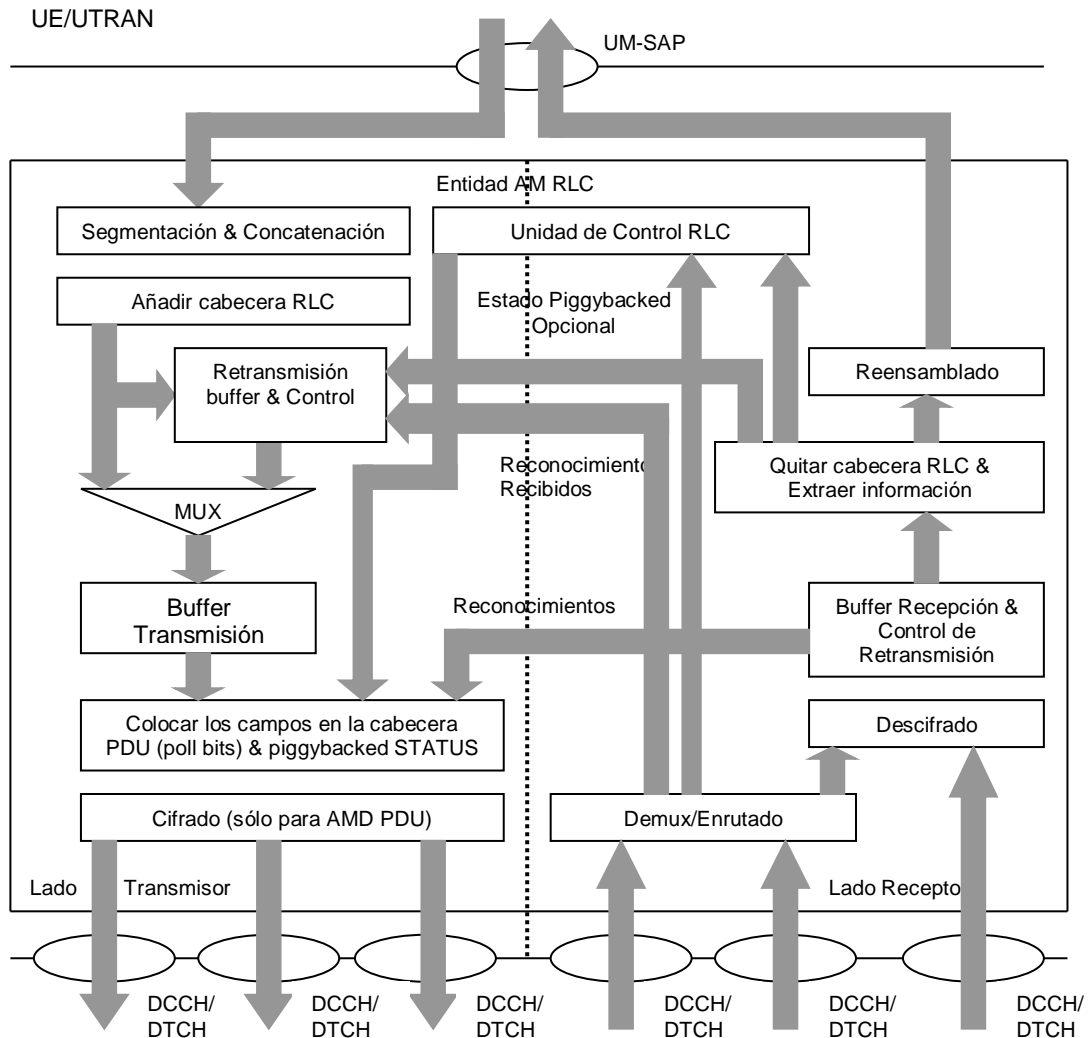 UE/UTRAN
UM-SAP
Entidad AM RLC
Segmentación & Concatenación
Unidad de Control RLC
Añadir cabecera RLC
Estado Piggybacked
Opcional
Retransmisión
buffer & Control
Reensamblado
Reconocimiento
Recibidos
Quitar cabecera RLC &
Extraer información
MUX
Buffer
Transmisión
Reconocimientos
Buffer Recepción &
Control de
Retransmisión
Colocar los campos en la cabecera
PDU (poll bits) & piggybacked STATUS
Descifrado
Cifrado (sólo para AMD PDU)
Demux/Enrutado
Lado Transmisor
Lado Recepto
DCCH/
DTCH
DCCH/
DTCH
DCCH/
DTCH
DCCH/
DTCH
DCCH/
DTCH
DCCH/
DTCH